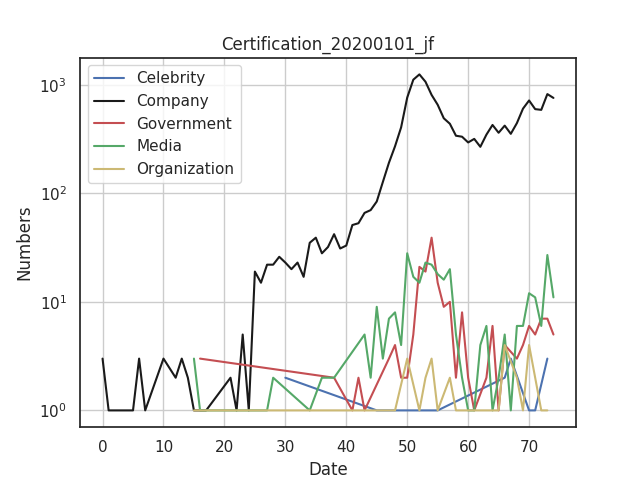 Certification_20200101_jf
Celebrity
Company
Government
Media
Organization
10³
10²
10¹
10⁰
Numbers
0 10 20 30 40 50 60 70
Date